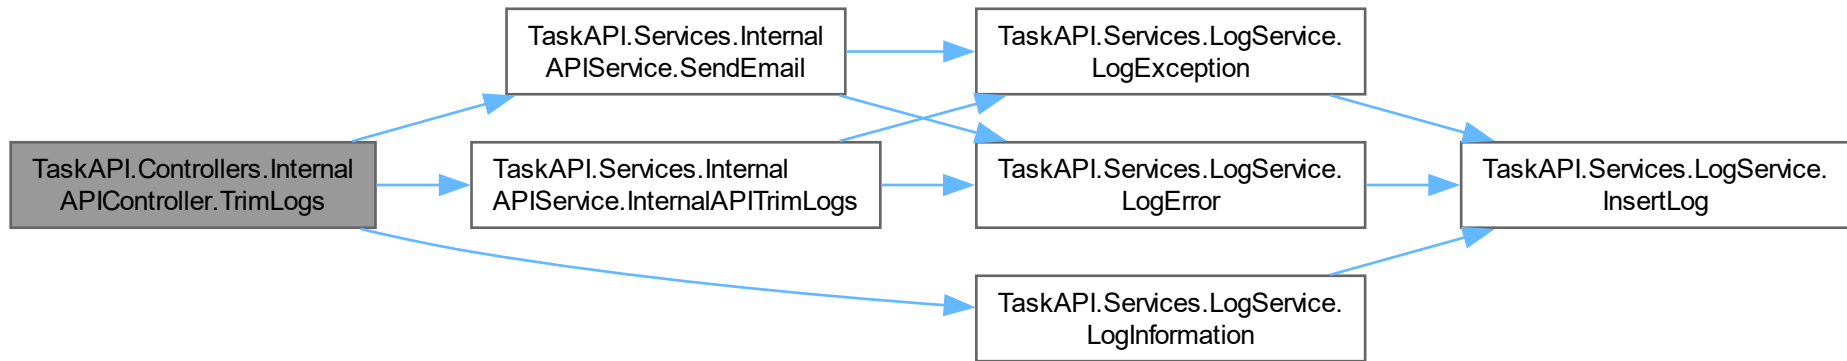 TaskAPI.Services.Internal
APIService.SendEmail
TaskAPI.Services.LogService.
LogException
TaskAPI.Controllers.Internal
APIController.TrimLogs
TaskAPI.Services.Internal
APIService.InternalAPITrimLogs
TaskAPI.Services.LogService.
LogError
TaskAPI.Services.LogService.
InsertLog
TaskAPI.Services.LogService.
LogInformation